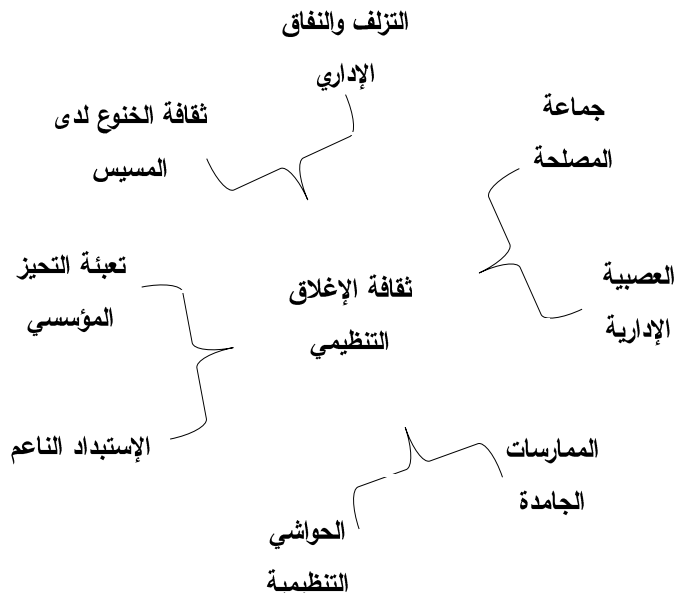 التزلف والنفاق
الإداري
جماعة
المصلحة
ثقافة الخنوع لدى
المسيس
العصبية
الإدارية
ثقافة الإغلاق
التنظيمي
تعبئة التحيز
المؤسسي
الإستبداد الناعم
الممارسات
الجامدة
الحواشي
التنظيمية